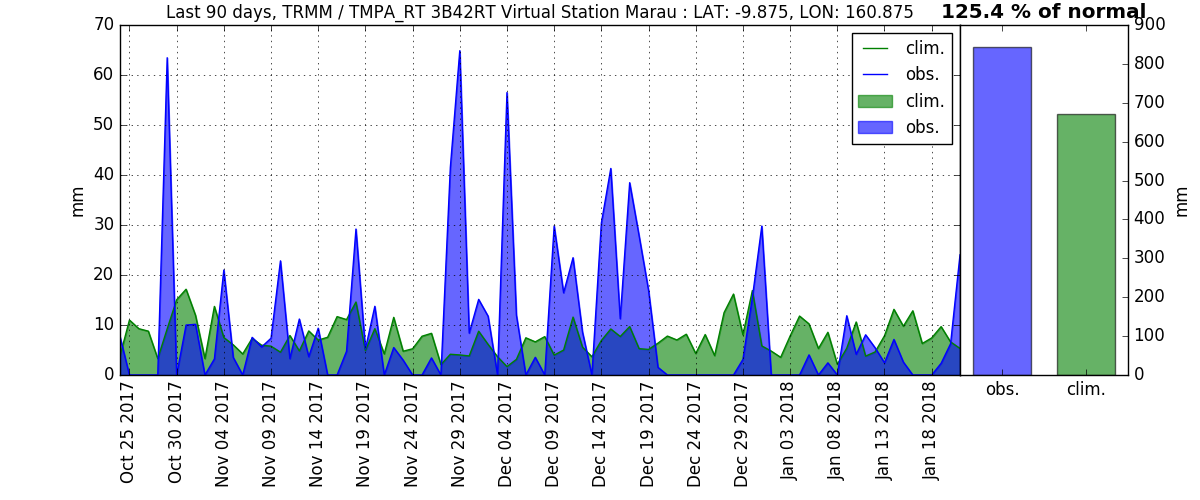 Last 90 days, TRMM / TMPA_RT 3B42RT Virtual Station Marau : LAT: -9.875, LON: 160.875
125.4 % of normal
70
60
50
40
30
20
10
0
mm
clim.
obs.
clim.
obs.
900
800
700
600
500
400
300
200
100
0
mm
obs.
clim.
Oct 25 2017
Oct 30 2017
Nov 04 2017
Nov 09 2017
Nov 14 2017
Nov 19 2017
Nov 24 2017
Nov 29 2017
Dec 04 2017
Dec 09 2017
Dec 14 2017
Dec 19 2017
Dec 24 2017
Dec 29 2017
Jan 03 2018
Jan 08 2018
Jan 13 2018
Jan 18 2018